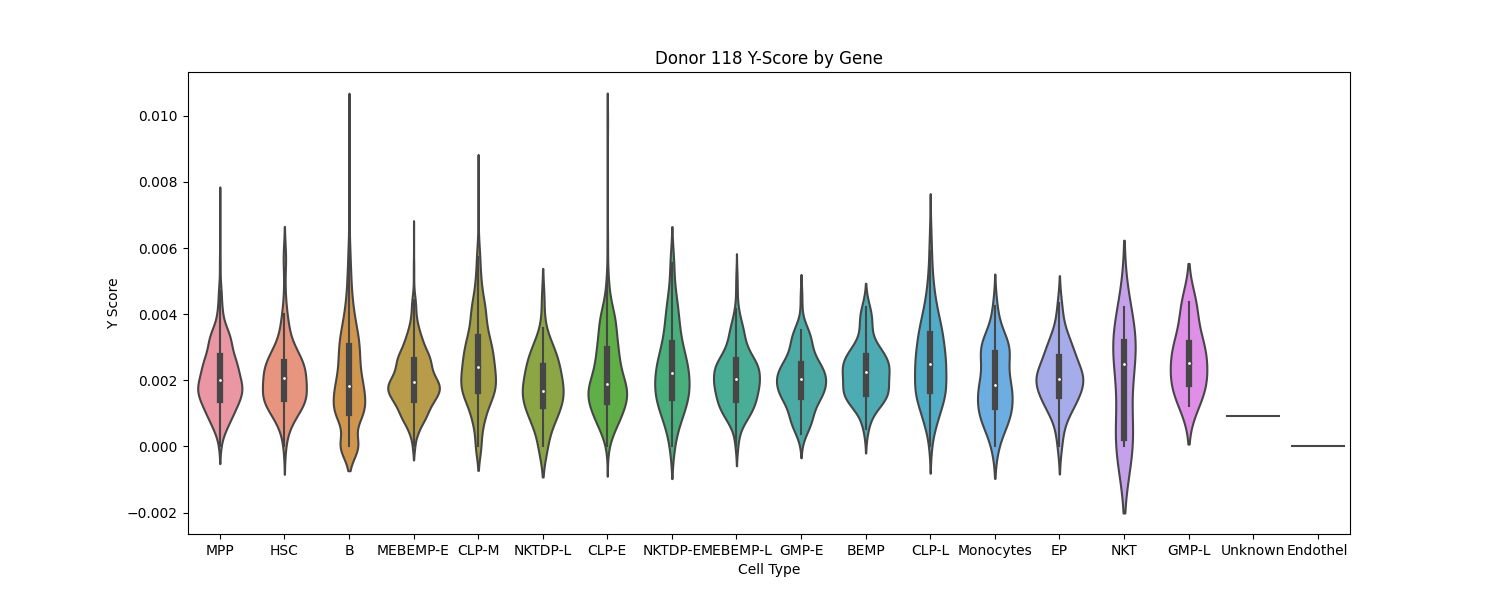 Donor 118 Y-Score by Gene
Y Score
0.010
0.008
0.006
0.004
0.002
0.000
−0.002
MPP HSC B MEBEMP-E CLP-M NKTDP-L CLP-E NKTDP-E MEBEMP-L GMP-E BEMP CLP-L Monocytes EP NKT GMP-L Unknown Endothel
Cell Type